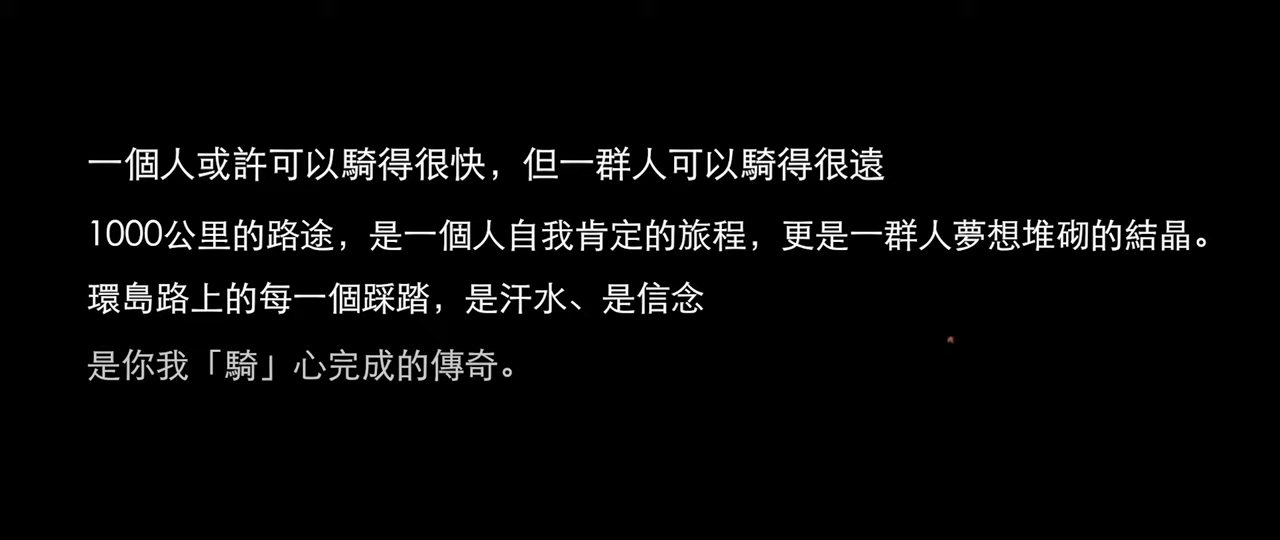 一個人或許可以騎得很快，但一群人可以騎得很遠
1000公里的路途，是一個人自我肯定的旅程，更是一群人夢想堆砌的結晶。
環島路上的每一個踩踏，是汗水、是信念
是你我「騎」心完成的傳奇。